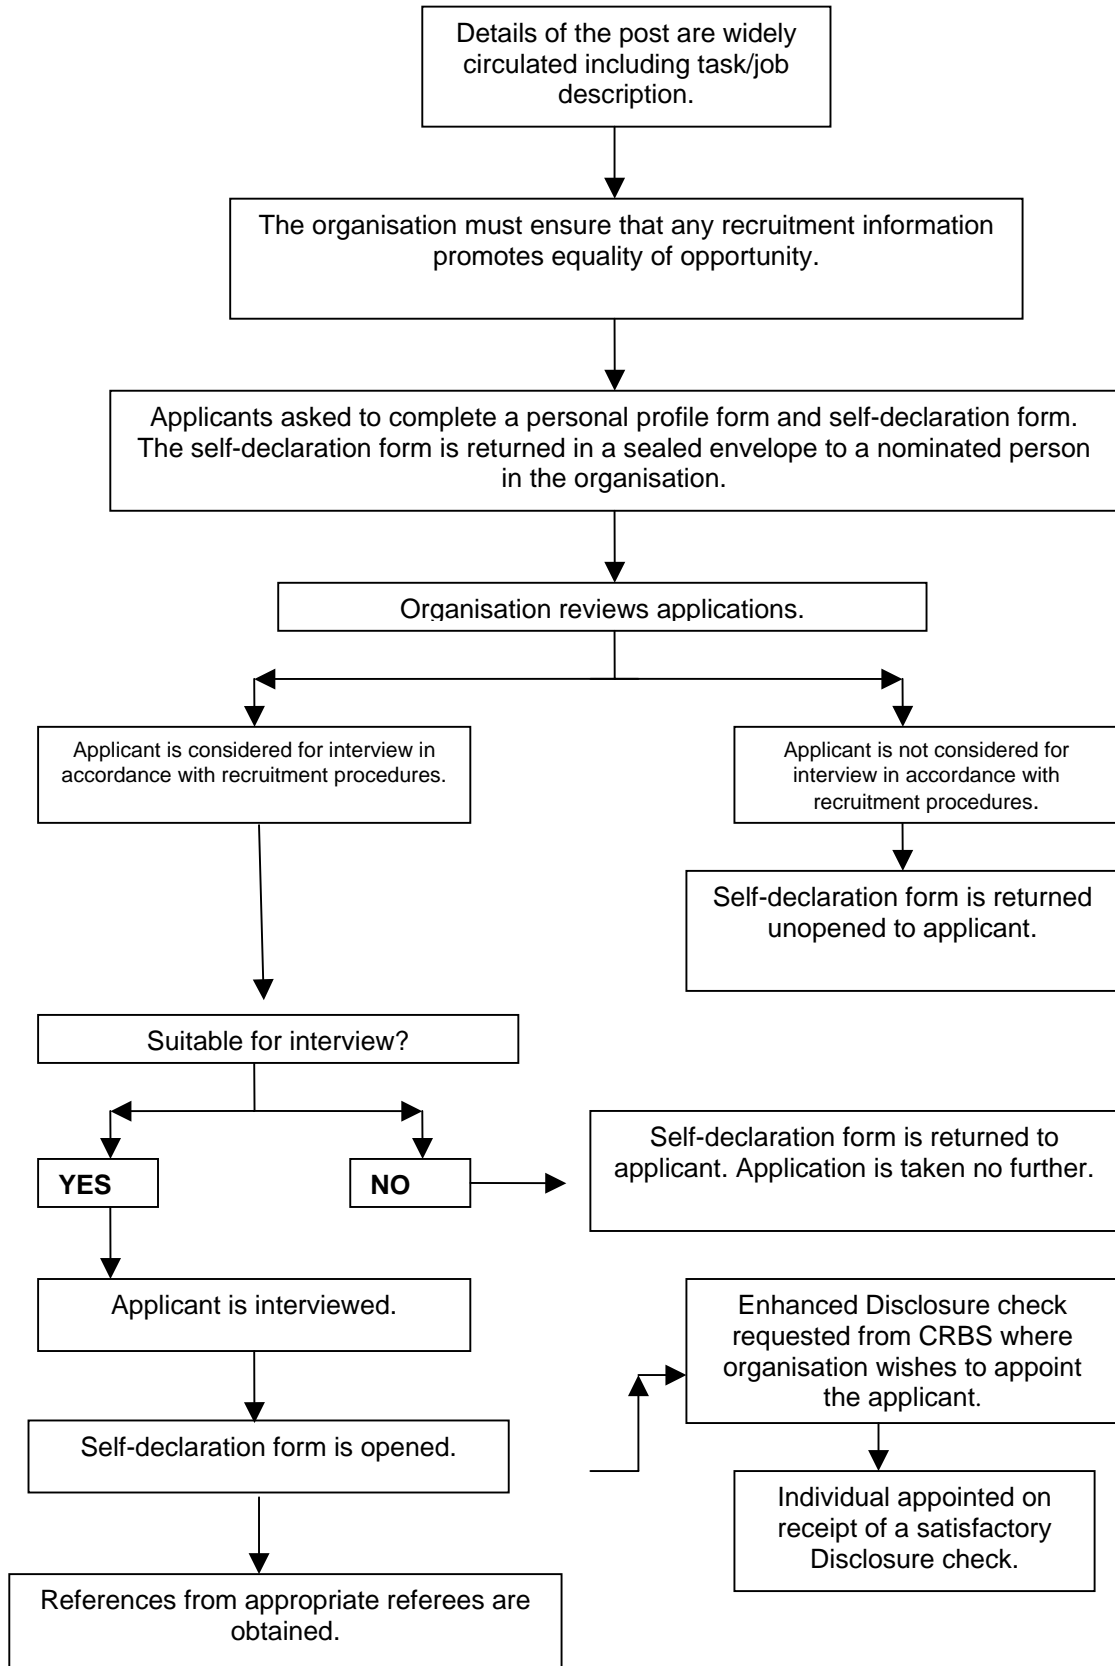 Details of the post are widely
circulated including task/job
description.
The organisation must ensure that any recruitment information
promotes equality of opportunity.
Applicants asked to complete a personal profile form and self-declaration form.
The self-declaration form is returned in a sealed envelope to a nominated person
in the organisation.
Organisation reviews applications.
Applicant is considered for interview in
accordance with recruitment procedures.
Applicant is not considered for
interview in accordance with
recruitment procedures.
Self-declaration form is returned
unopened to applicant.
Suitable for interview?
YES
NO
Self-declaration form is returned to
applicant. Application is taken no further.
Applicant is interviewed.
Self-declaration form is opened.
References from appropriate referees are
obtained.
Enhanced Disclosure check
requested from CRBS where
organisation wishes to appoint
the applicant.
Individual appointed on
receipt of a satisfactory
Disclosure check.